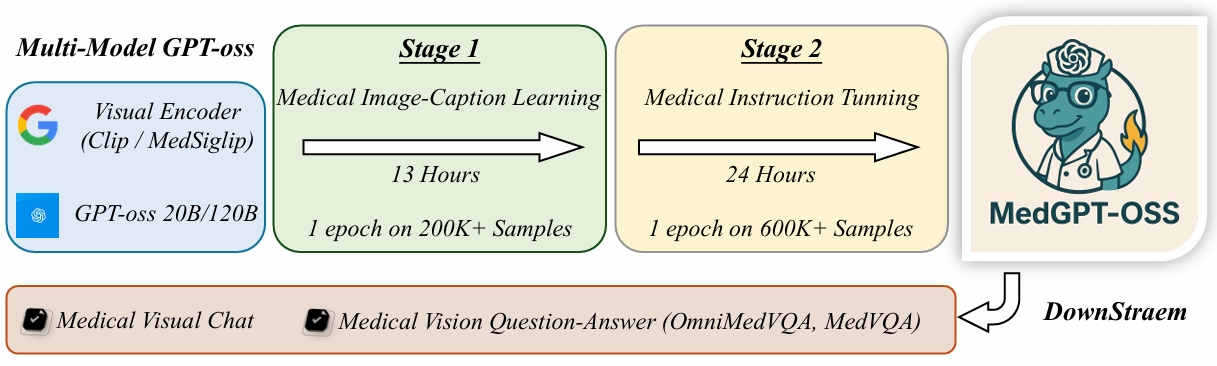 Multi-Model GPT-oss
Visual Encoder
(Clip / MedSiglip)
GPT-oss 20B/120B
Stage 1
Medical Image-Caption Learning
13 Hours
1 epoch on 200K+ Samples
Stage 2
Medical Instruction Tunning
24 Hours
1 epoch on 600K+ Samples
MedGPT-OSS
DownStraem
Medical Visual Chat
Medical Vision Question-Answer (OmniMedVQA, MedVQA)